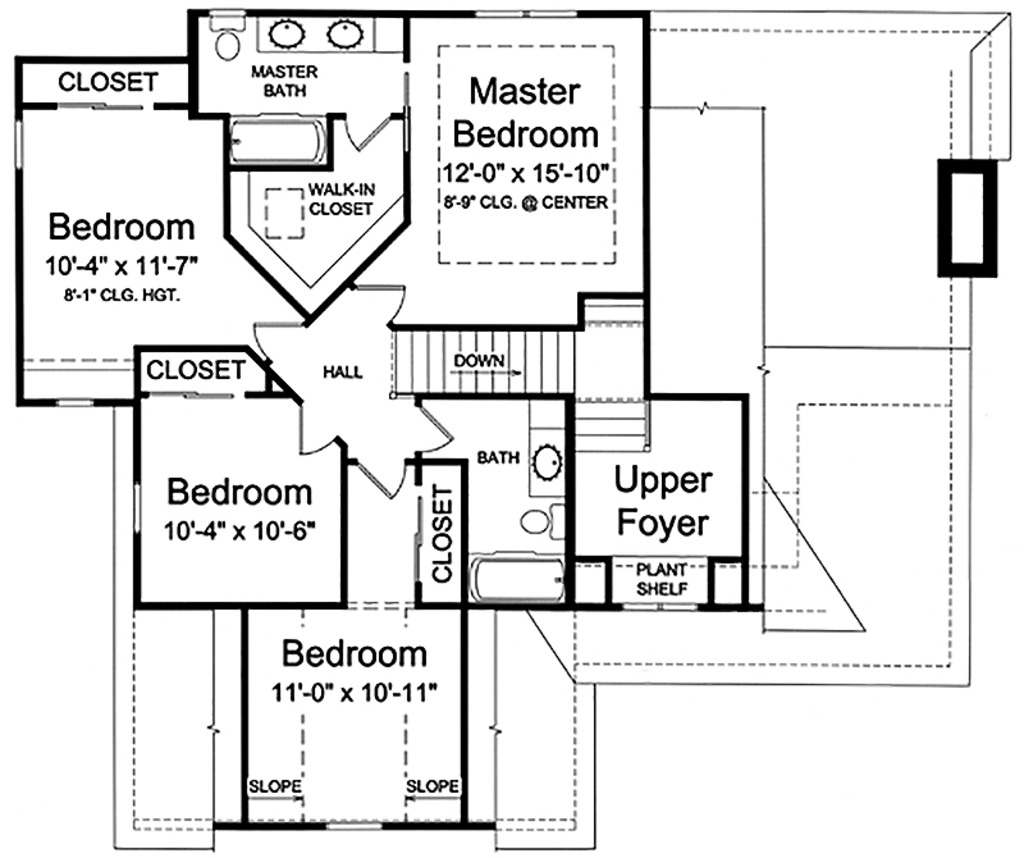 CLOSET
MASTER
BATH
Master
Bedroom
12'-0" x 15'-10"
8'-9" CLG. @ CENTER
WALK-IN
CLOSET
Bedroom
10'-4" x 11'-7"
8'-1" CLG. HGT.
CLOSET
HALL
DOWN
BATH
Bedroom
10'-4" x 10'-6"
CLOSET
Upper
Foyer
PLANT
SHELF
Bedroom
11'-0" x 10'-11"
SLOPE
SLOPE